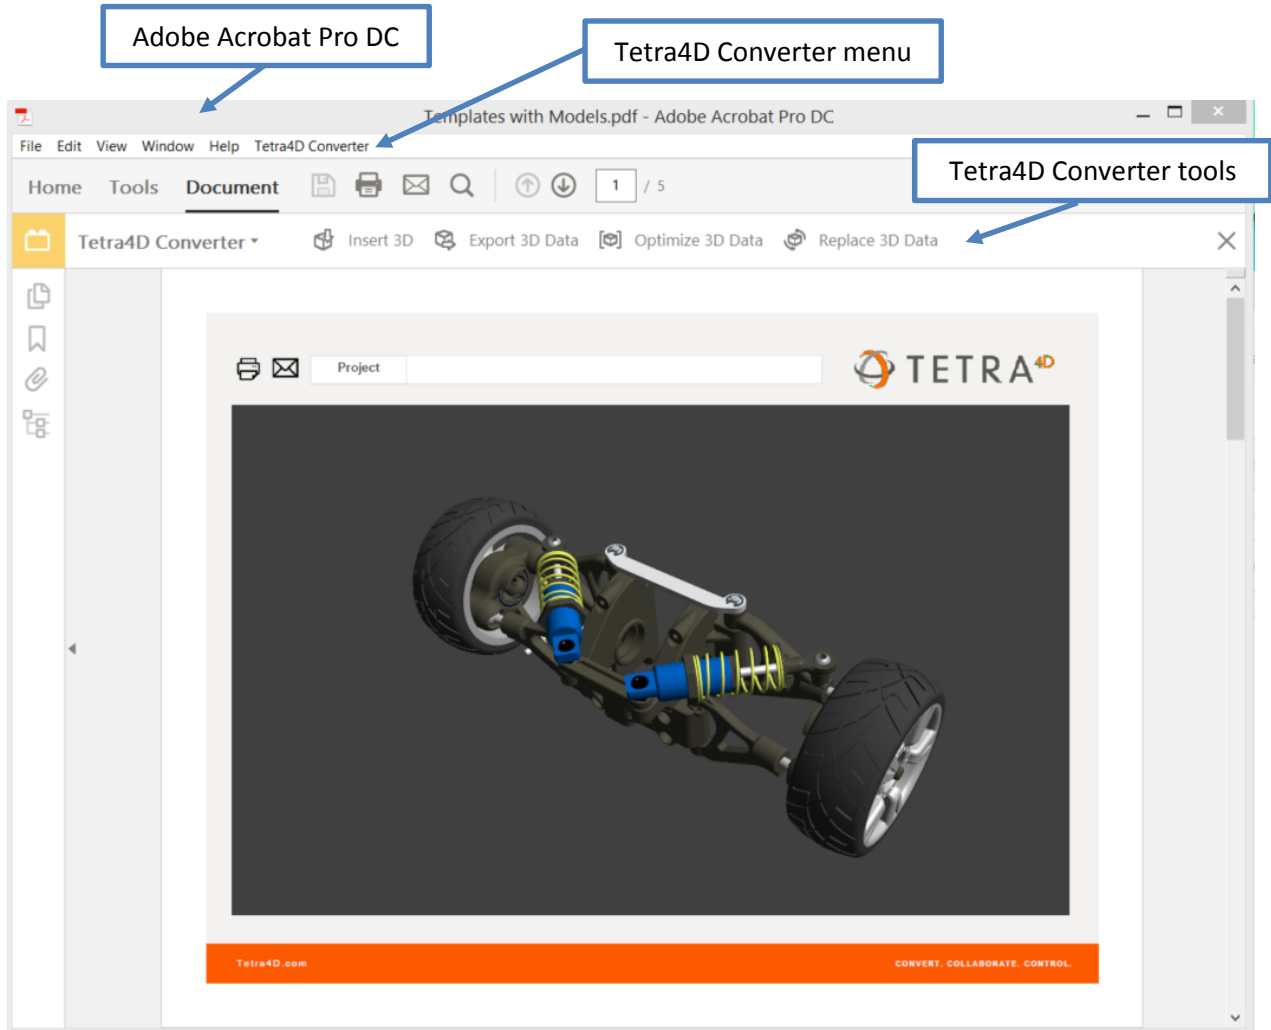 Adobe Acrobat Pro DC
Tetra4D Converter menu
Templates with Models.pdf - Adobe Acrobat Pro DC
File Edit View Window Help Tetra4D Converter
Tetra4D Converter tools
Home Tools Document 1 / 5
Tetra4D Converter Insert 3D Export 3D Data Optimize 3D Data Replace 3D Data
Project
TETRA4D
Tetra4D.com CONVERT. COLLABORATE. CONTROL.